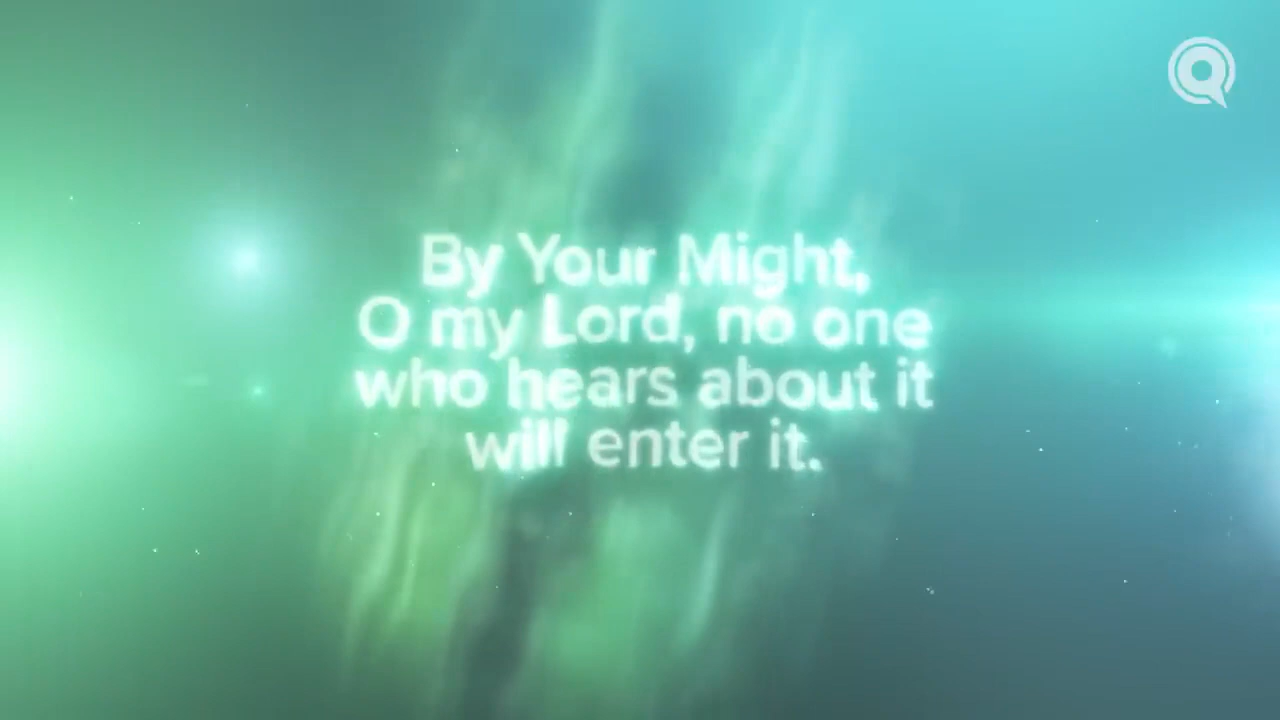 By Your Might,
O my Lord, no one
who hears about it
will enter it.